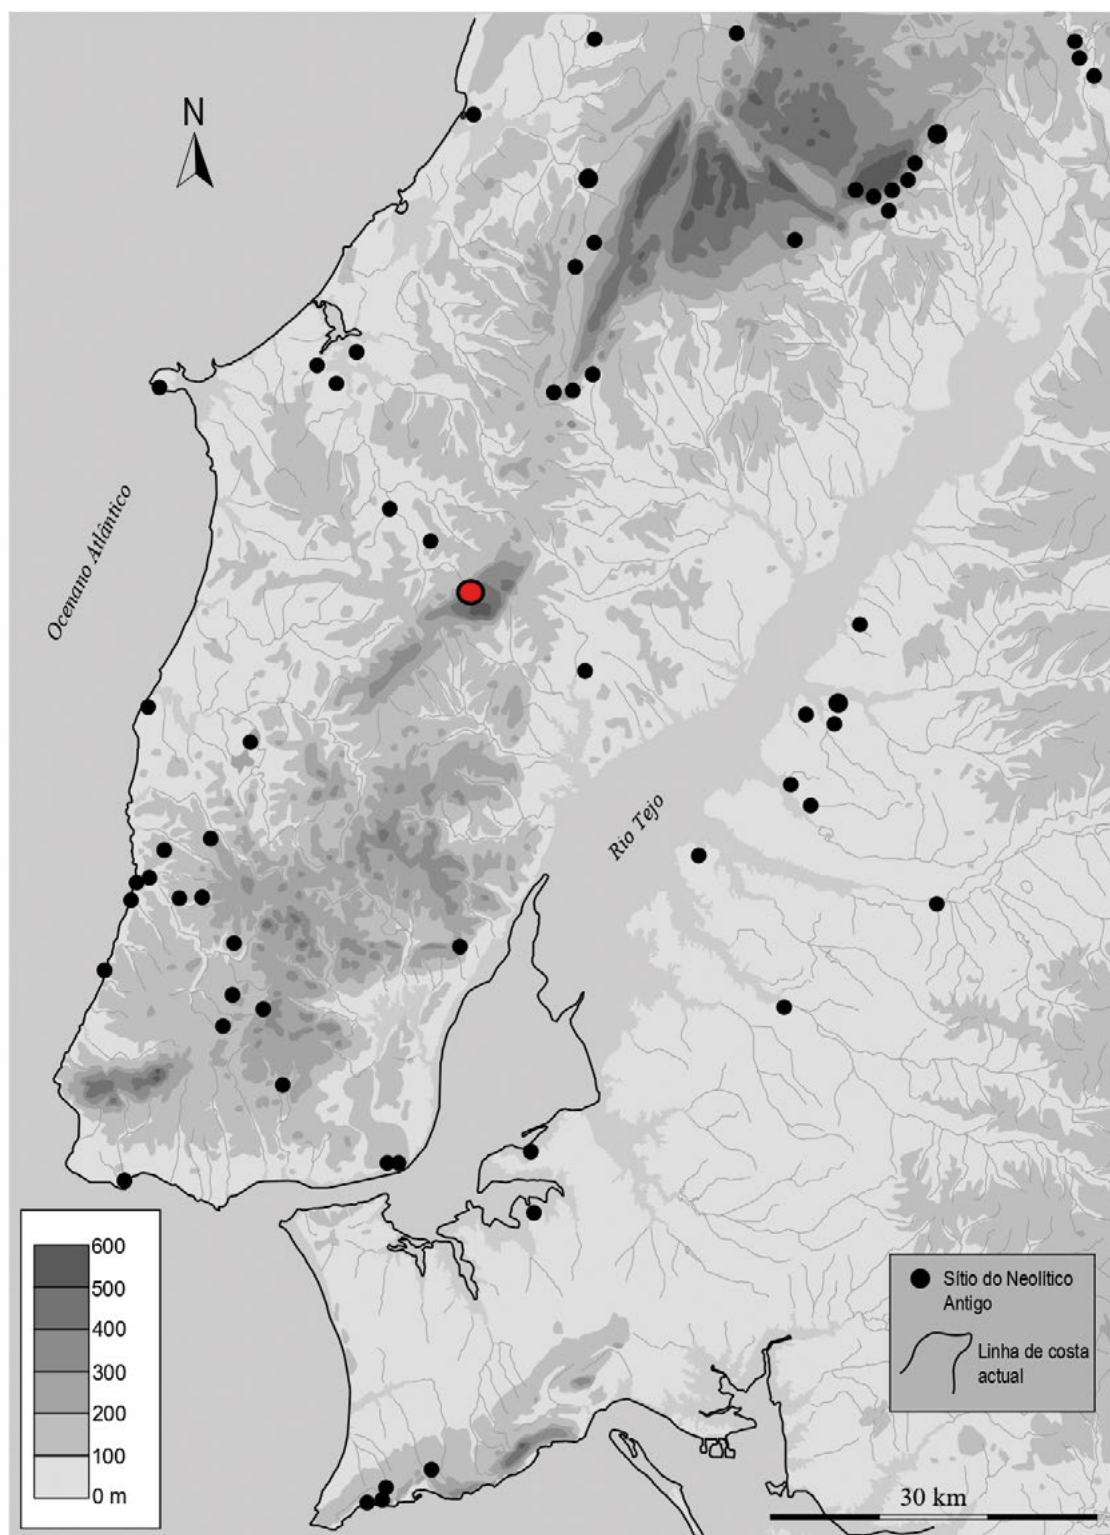 N
Ocenano Atlântico
Rio Tejo
600
500
400
300
200
100
0 m
Sítio do Neolítico
Antigo
Linha de costa
actual
30 km